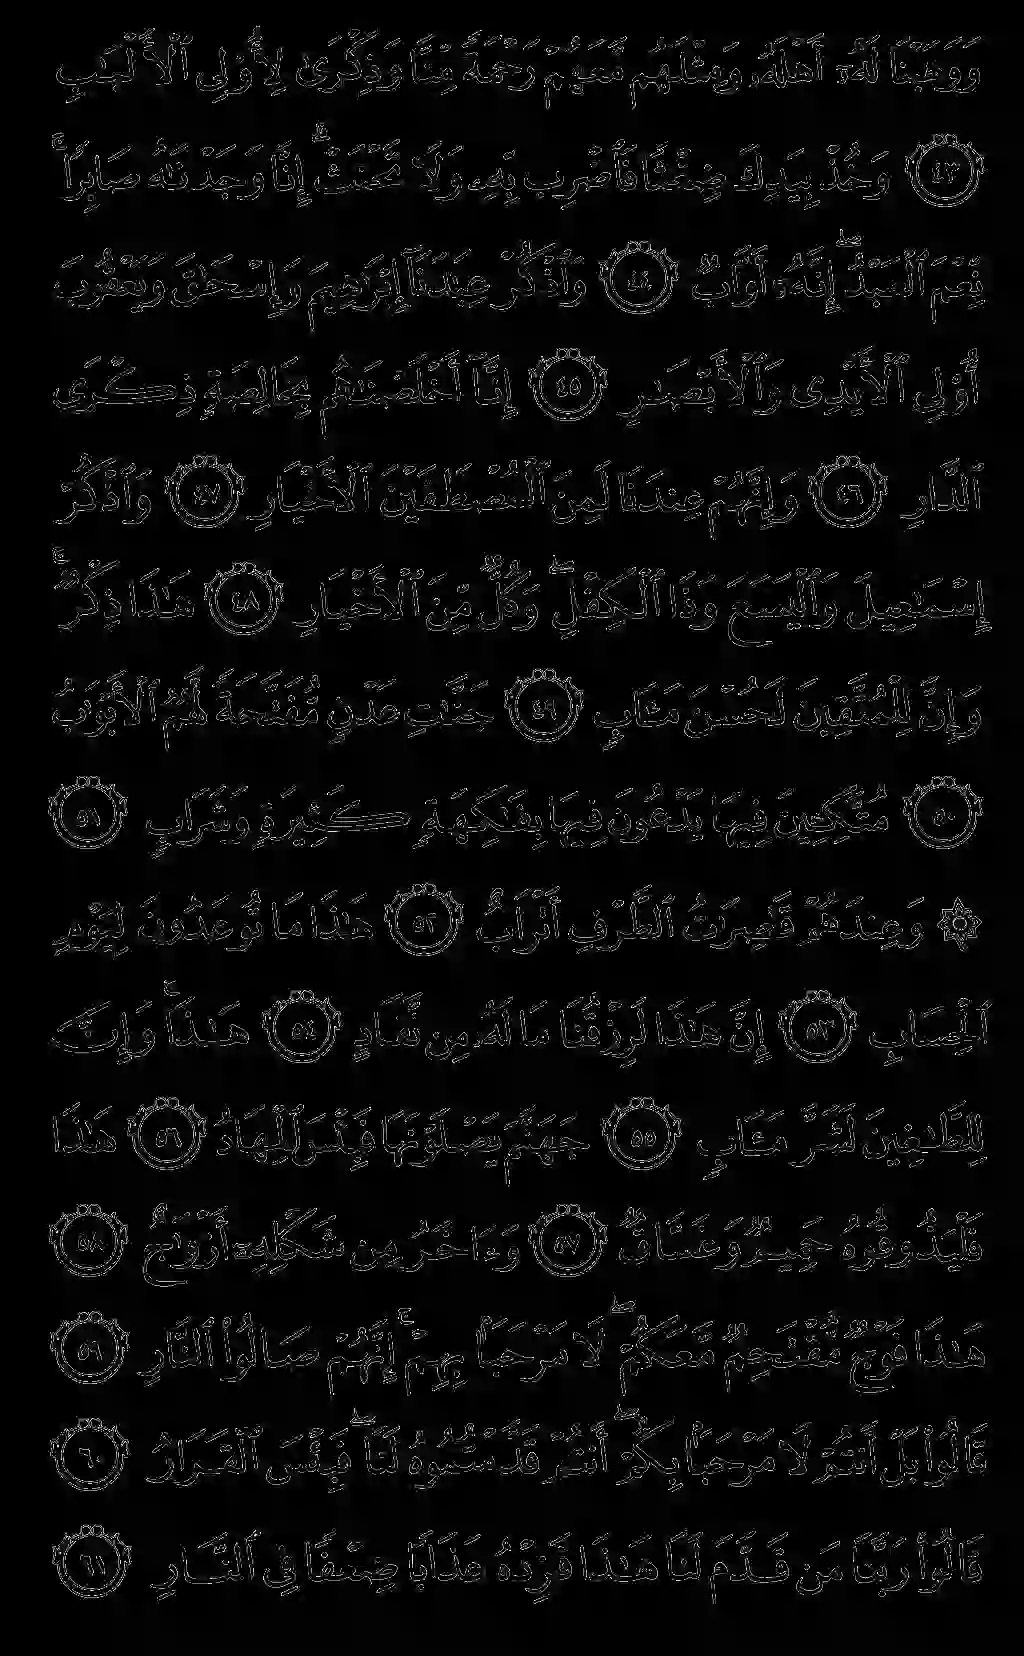 وَوَهَبْنَا لَهُۥٓ أَهْلَهُۥ وَمِثْلَهُم مَّعَهُمْ رَحْمَةً مِّنَّا وَذِكْرَىٰ لِأُو۟لِى ٱلْأَلْبَـٰبِ
﴿٤٣﴾ وَخُذْ بِيَدِكَ ضِغْثًا فَٱضْرِب بِّهِۦ وَلَا تَحْنَثْ ۗ إِنَّا وَجَدْنَـٰهُ صَابِرًا ۚ
نِّعْمَ ٱلْعَبْدُ ۖ إِنَّهُۥٓ أَوَّابٌ ﴿٤٤﴾ وَٱذْكُرْ عِبَـٰدَنَآ إِبْرَٰهِيمَ وَإِسْحَـٰقَ وَيَعْقُوبَ
أُو۟لِى ٱلْأَيْدِى وَٱلْأَبْصَـٰرِ ﴿٤٥﴾ إِنَّآ أَخْلَصْنَـٰهُم بِخَالِصَةٍ ذِكْرَى
ٱلدَّارِ ﴿٤٦﴾ وَإِنَّهُمْ عِندَنَا لَمِنَ ٱلْمُصْطَفَيْنَ ٱلْأَخْيَارِ ﴿٤٧﴾ وَٱذْكُرْ
إِسْمَـٰعِيلَ وَٱلْيَسَعَ وَذَا ٱلْكِفْلِ ۖ وَكُلٌّ مِّنَ ٱلْأَخْيَارِ ﴿٤٨﴾ هَـٰذَا ذِكْرٌ ۚ
وَإِنَّ لِلْمُتَّقِينَ لَحُسْنَ مَـَٔابٍ ﴿٤٩﴾ جَنَّـٰتِ عَدْنٍ مُّفَتَّحَةً لَّهُمُ ٱلْأَبْوَٰبُ
﴿٥٠﴾ مُتَّكِـِٔينَ فِيهَا يَدْعُونَ فِيهَا بِفَـٰكِهَةٍ كَثِيرَةٍ وَشَرَابٍ ﴿٥١﴾
۞ وَعِندَهُمْ قَـٰصِرَٰتُ ٱلطَّرْفِ أَتْرَابٌ ﴿٥٢﴾ هَـٰذَا مَا تُوعَدُونَ لِيَوْمِ
ٱلْحِسَابِ ﴿٥٣﴾ إِنَّ هَـٰذَا لَرِزْقُنَا مَا لَهُۥ مِن نَّفَادٍ ﴿٥٤﴾ هَـٰذَا ۚ وَإِنَّ
لِلطَّـٰغِينَ لَشَرَّ مَـَٔابٍ ﴿٥٥﴾ جَهَنَّمَ يَصْلَوْنَهَا فَبِئْسَ ٱلْمِهَادُ ﴿٥٦﴾ هَـٰذَا
فَلْيَذُوقُوهُ حَمِيمٌ وَغَسَّاقٌ ﴿٥٧﴾ وَءَاخَرُ مِن شَكْلِهِۦٓ أَزْوَٰجٌ ﴿٥٨﴾
هَـٰذَا فَوْجٌ مُّقْتَحِمٌ مَّعَكُمْ ۖ لَا مَرْحَبًۢا بِهِمْ ۚ إِنَّهُمْ صَالُوا۟ ٱلنَّارِ ﴿٥٩﴾
قَالُوا۟ بَلْ أَنتُمْ لَا مَرْحَبًۢا بِكُمْ ۖ أَنتُمْ قَدَّمْتُمُوهُ لَنَا ۖ فَبِئْسَ ٱلْقَرَارُ ﴿٦٠﴾
قَالُوا۟ رَبَّنَا مَن قَدَّمَ لَنَا هَـٰذَا فَزِدْهُ عَذَابًا ضِعْفًا فِى ٱلنَّارِ ﴿٦١﴾